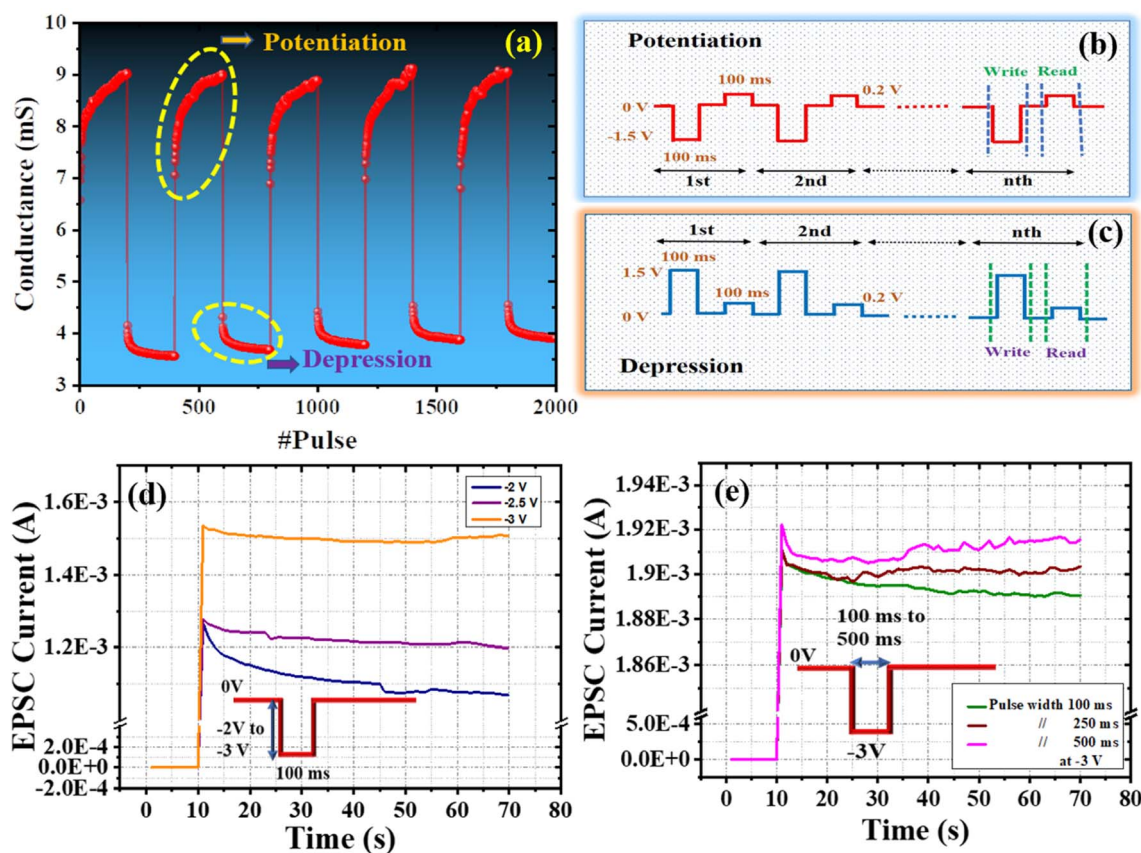 (a)
Potentiation
Depression
Conductance (mS)
10
9
8
7
6
5
4
3
0
500
1000
1500
2000
#Pulse
(b)
Potentiation
100 ms
Write
Read
0 V
0.2 V
-1.5 V
100 ms
1st
2nd
nth
(c)
1st
2nd
nth
100 ms
1.5 V
100 ms
0.2 V
0 V
Write
Read
Depression
(d)
EPSC Current (A)
1.6E-3
1.5E-3
1.2E-3
2.0E-4
0.0E+0
-2.0E-4
-2 V
-2.5 V
-3 V
0V
-2V to
-3 V
100 ms
0
10
20
30
40
50
60
70
80
Time (s)
(e)
EPSC Current (A)
1.94E-3
1.92E-3
1.9E-3
1.88E-3
1.86E-3
5.0E-4
0.0E+0
100 ms to
500 ms
0V
-3V
Pulse width 100 ms
// 250 ms
// 500 ms
at -3 V
0
10
20
30
40
50
60
70
80
Time (s)